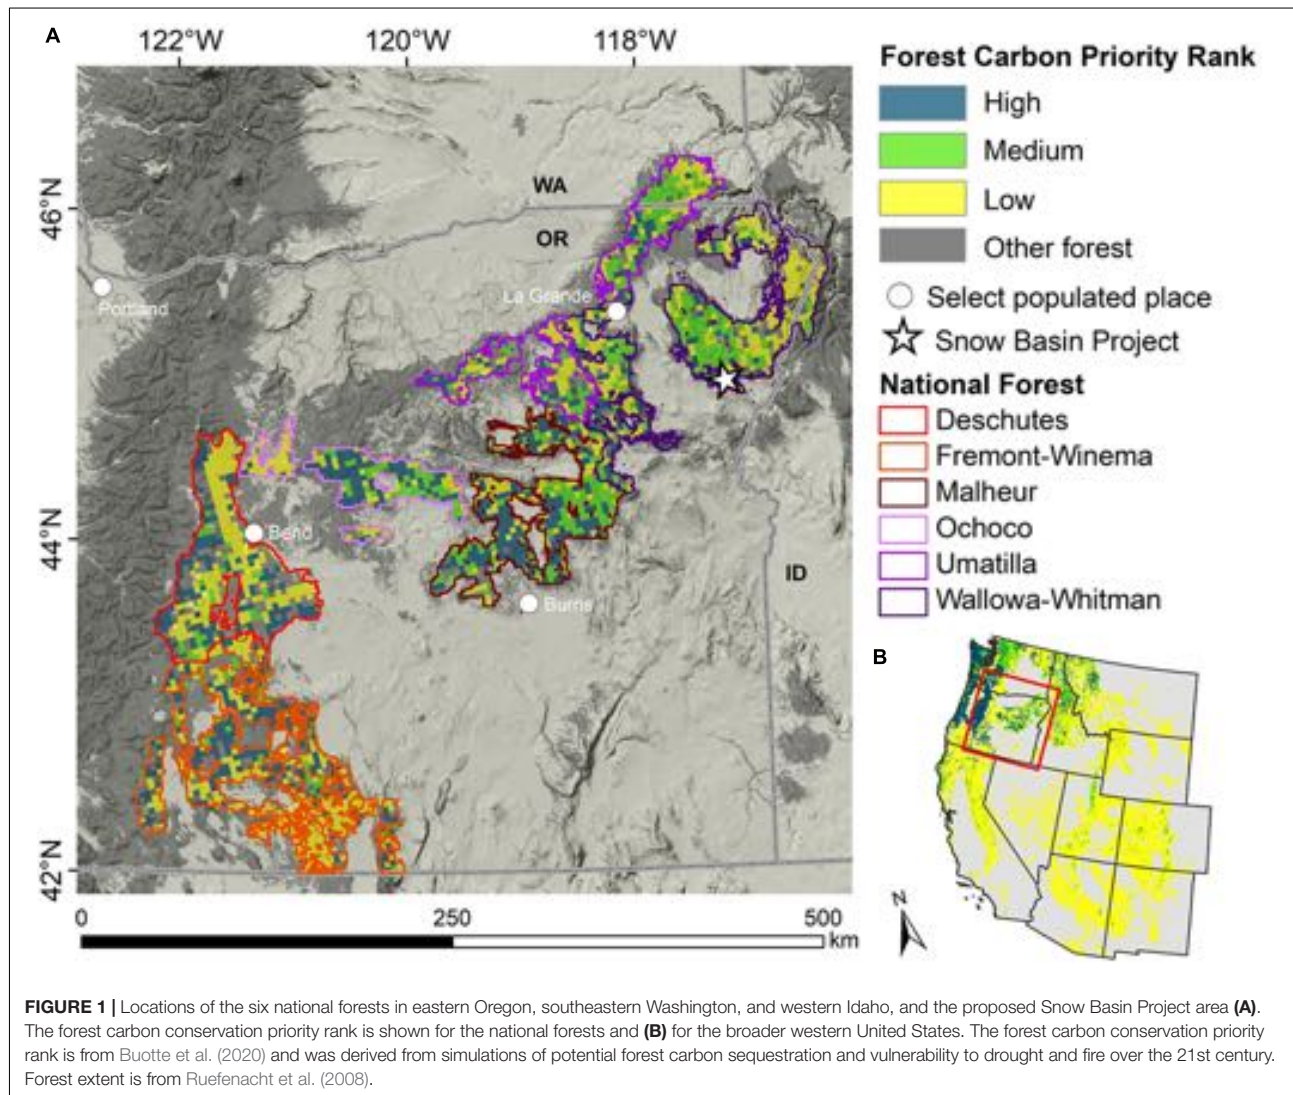 A
122°W
120°W
118°W
46°N
44°N
42°N
WA
OR
ID
Portland
La Grande
Bend
Burns
0
250
500
km
Forest Carbon Priority Rank
High
Medium
Low
Other forest
Select populated place
Snow Basin Project
National Forest
Deschutes
Fremont-Winema
Malheur
Ochoco
Umatilla
Wallowa-Whitman
B
N
FIGURE 1 | Locations of the six national forests in eastern Oregon, southeastern Washington, and western Idaho, and the proposed Snow Basin Project area (A).
The forest carbon conservation priority rank is shown for the national forests and (B) for the broader western United States. The forest carbon conservation priority
rank is from Buotte et al. (2020) and was derived from simulations of potential forest carbon sequestration and vulnerability to drought and fire over the 21st century.
Forest extent is from Ruefenacht et al. (2008).